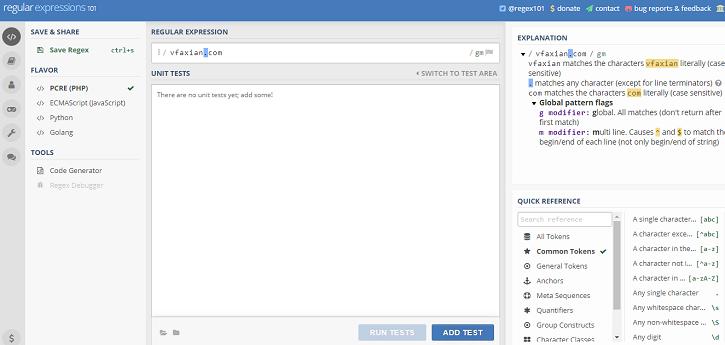 regular expressions 101
@regex101
donate
contact
bug reports & feedback
SAVE & SHARE
Save Regex
ctrl+s
FLAVOR
PCRE (PHP)
ECMAScript (JavaScript)
Python
Golang
TOOLS
Code Generator
Regex Debugger
$
REGULAR EXPRESSION
/ vfaxian.com
/ gm
UNIT TESTS
SWITCH TO TEST AREA
There are no unit tests yet; add some!
RUN TESTS
ADD TEST
EXPLANATION
/ vfaxian.com / gm
vfaxian matches the characters vfaxian literally (case
sensitive)
. matches any character (except for line terminators)
com matches the characters com literally (case sensitive)
Global pattern flags
g modifier: global. All matches (don't return after
first match)
m modifier: multi line. Causes ^ and $ to match the
begin/end of each line (not only begin/end of string)
QUICK REFERENCE
Search reference
All Tokens
Common Tokens
General Tokens
Anchors
Meta Sequences
Quantifiers
Group Constructs
Character Classes
A single character... [abc]
A character exce... [^abc]
A character in the... [a-z]
A character not i... [^a-z]
A character in ... [a-zA-Z]
Any single character .
Any whitespace char... \s
Any non-whitespace ... \S
Any digit \d